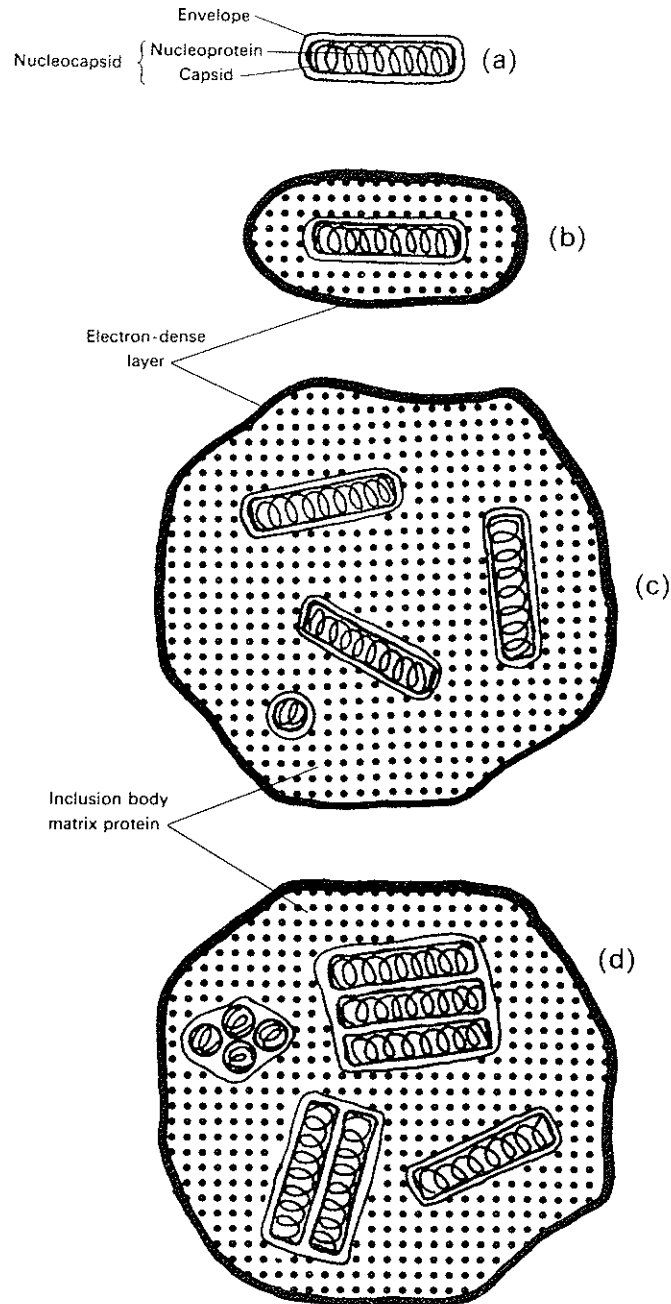 Envelope
Nucleocapsid { Nucleoprotein
Capsid
(a)
(b)
Electron-dense
layer
(c)
Inclusion body
matrix protein
(d)